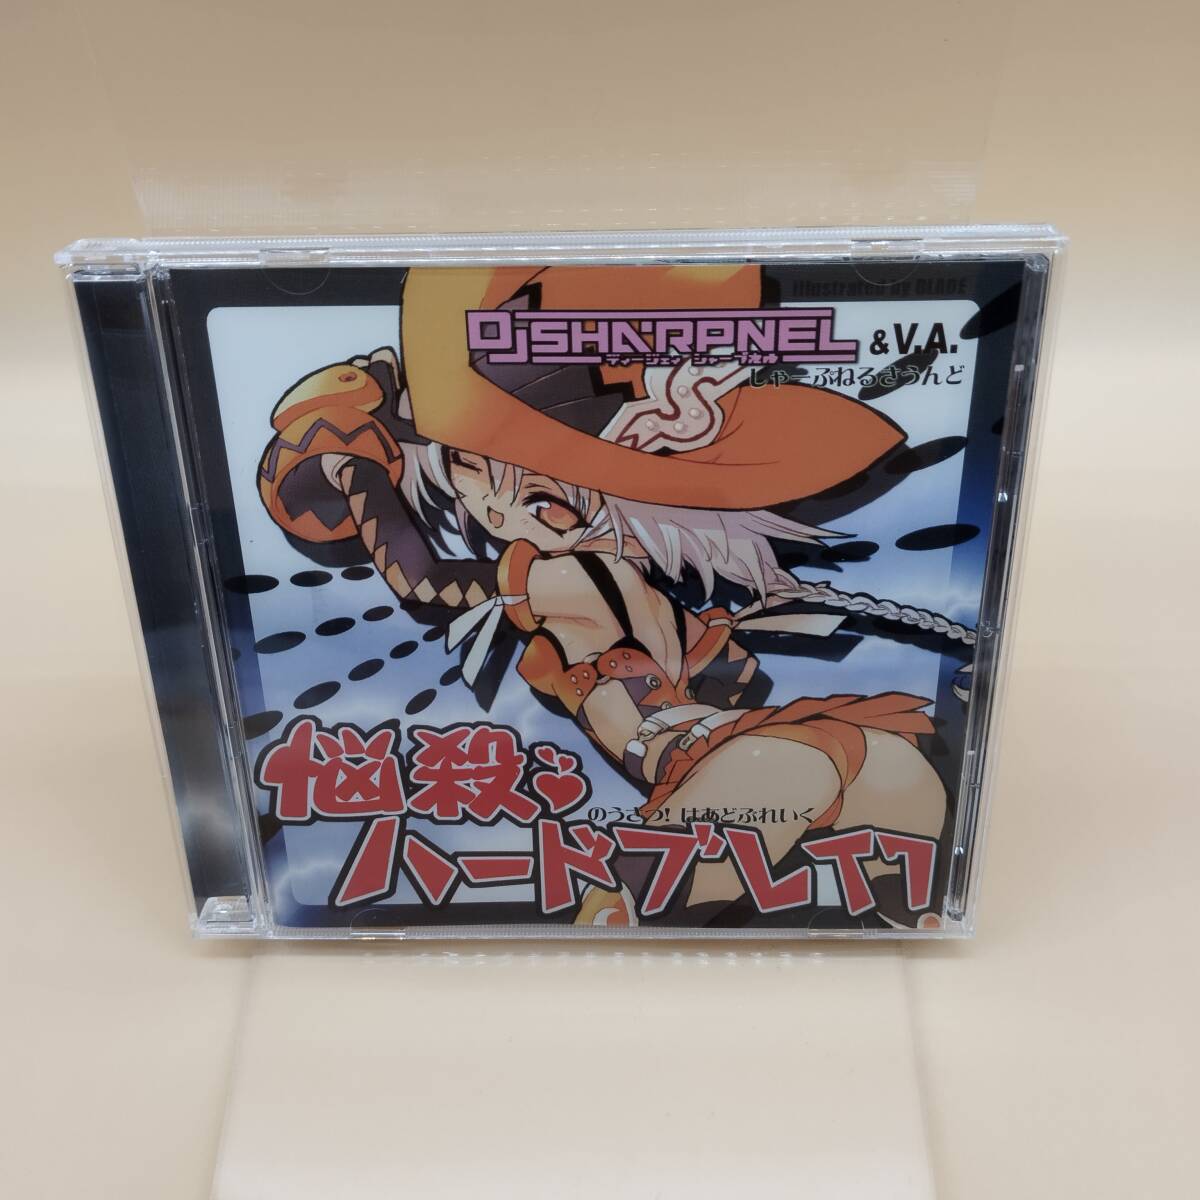 Illustrated by BLADE
DJ SHARPNEL & V.A.
ディージェイ シャープネル
しゃーぷねるさうんど
悩殺
のうさつ! はあどぶれいく
ハードブレイク